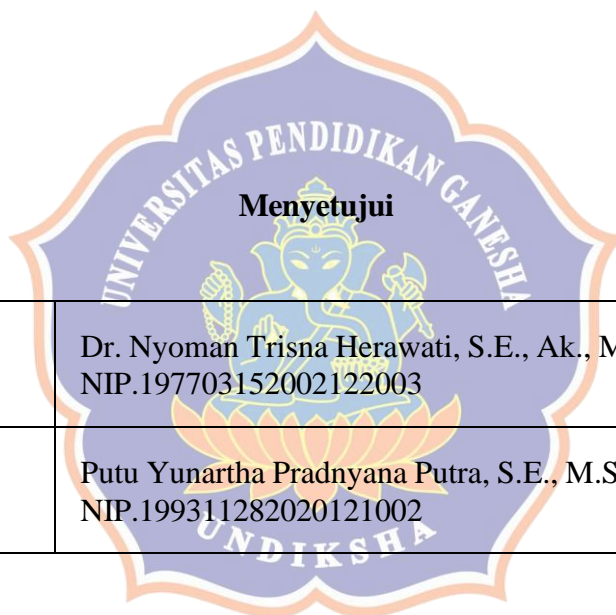 UNIVERSITAS PENDIDIKAN GANESHA
Menyetujui
Dr. Nyoman Trisna Herawati, S.E., Ak., M
NIP.197703152002122003
Putu Yunartha Pradnyana Putra, S.E., M.S
NIP.199311282020121002
UNDIKSHA